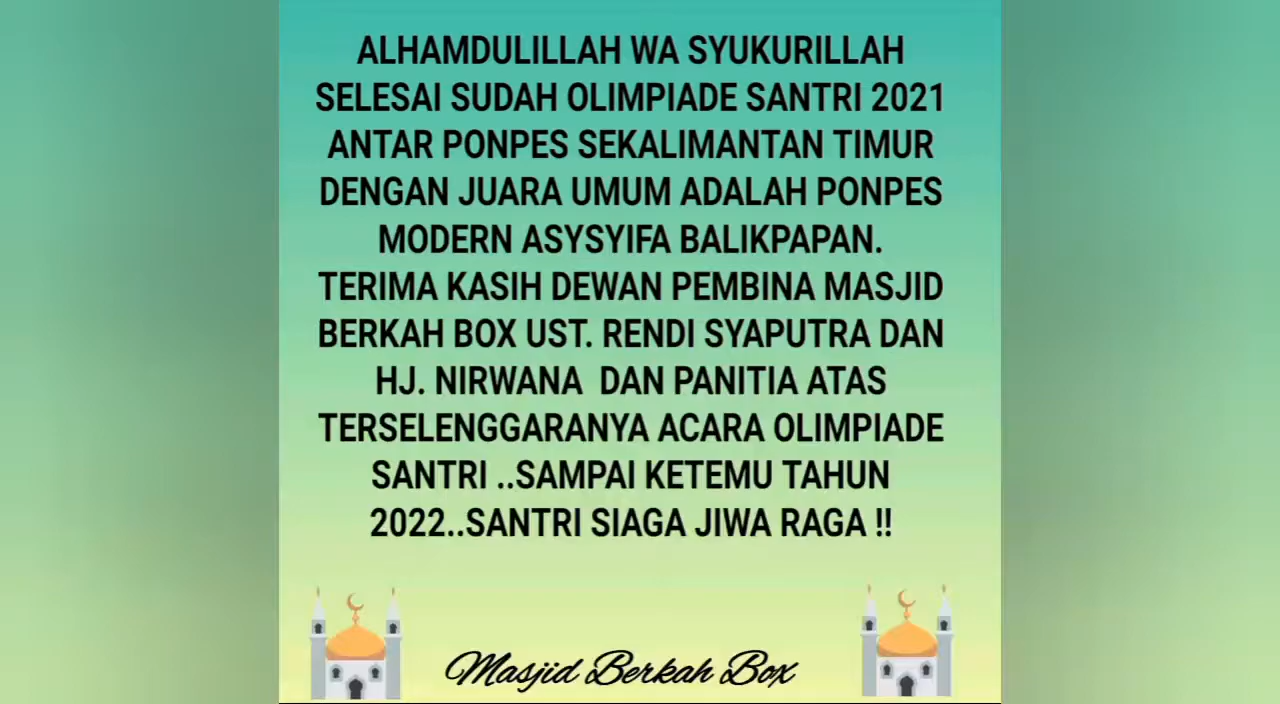 ALHAMDULILLAH WA SYUKURILLAH
SELESAI SUDAH OLIMPIADE SANTRI 2021
ANTAR PONPES SEKALIMANTAN TIMUR
DENGAN JUARA UMUM ADALAH PONPES
MODERN ASYSYIFA BALIKPAPAN.
TERIMA KASIH DEWAN PEMBINA MASJID
BERKAH BOX UST. RENDI SYAPUTRA DAN
HJ. NIRWANA  DAN PANITIA ATAS
TERSELENGGARANYA ACARA OLIMPIADE
SANTRI ..SAMPAI KETEMU TAHUN
2022..SANTRI SIAGA JIWA RAGA !!
Masjid Berkah Box